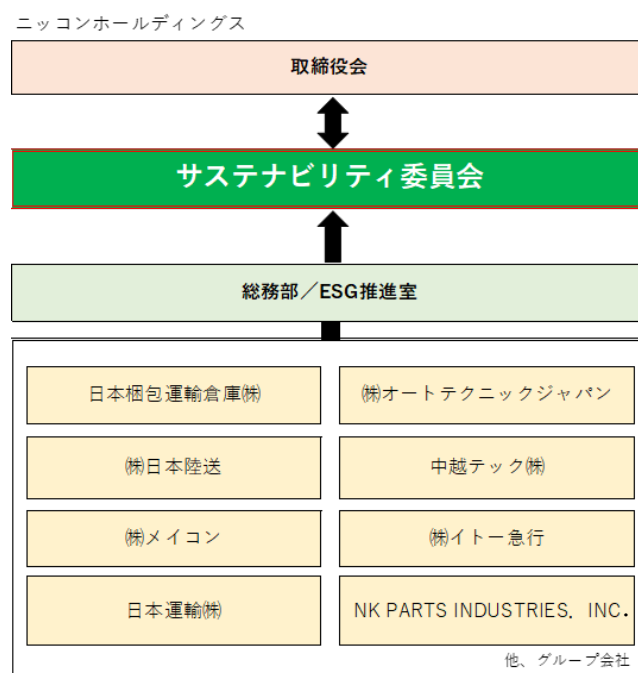 ニッコンホールディングス
取締役会
サステナビリティ委員会
総務部／ESG推進室
日本梱包運輸倉庫㈱
㈱オートテクニックジャパン
㈱日本陸送
中越テック㈱
㈱メイコン
㈱イトー急行
日本運輸㈱
NK PARTS INDUSTRIES, INC.
他、グループ会社